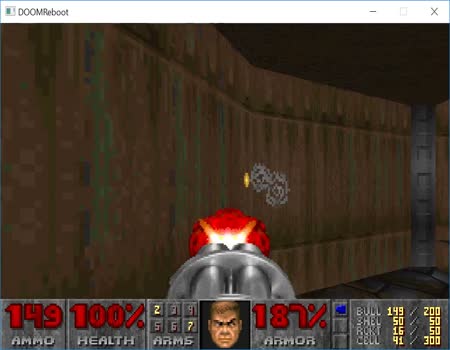 DOOMReboot
149 100% 2 3 4 187% BULL 149 / 200
SHEL 50 / 50
5 6 7 ROKT 16 / 50
AMMO HEALTH ARMS ARMOR CELL 41 / 300